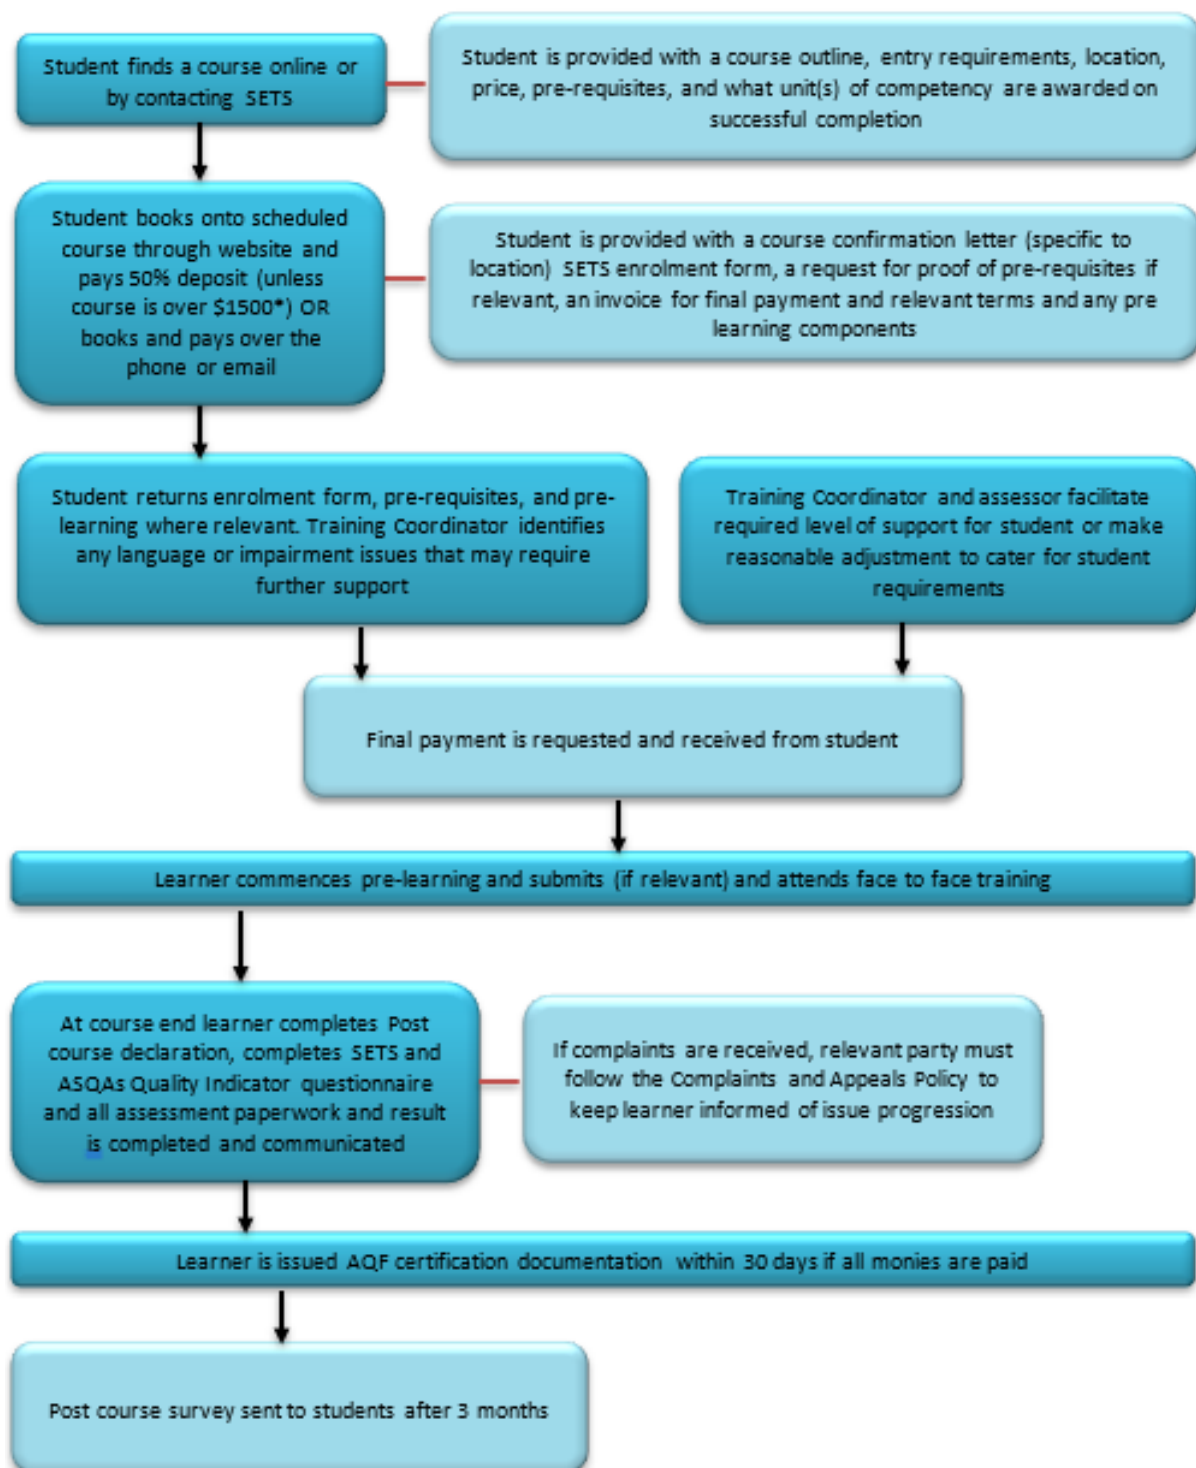 Student finds a course online or
by contacting SETS
Student is provided with a course outline, entry requirements, location,
price, pre-requisites, and what unit(s) of competency are awarded on
successful completion
Student books onto scheduled
course through website and
pays 50% deposit (unless
course is over $1500*) OR
books and pays over the
phone or email
Student is provided with a course confirmation letter (specific to
location) SETS enrolment form, a request for proof of pre-requisites if
relevant, an invoice for final payment and relevant terms and any pre
learning components
Student returns enrolment form, pre-requisites, and pre-
learning where relevant. Training Coordinator identifies
any language or impairment issues that may require
further support
Training Coordinator and assessor facilitate
required level of support for student or make
reasonable adjustment to cater for student
requirements
Final payment is requested and received from student
Learner commences pre-learning and submits (if relevant) and attends face to face training
At course end learner completes Post
course declaration, completes SETS and
ASQAs Quality Indicator questionnaire
and all assessment paperwork and result
is completed and communicated
If complaints are received, relevant party must
follow the Complaints and Appeals Policy to
keep learner informed of issue progression
Learner is issued AQF certification documentation within 30 days if all monies are paid
Post course survey sent to students after 3 months